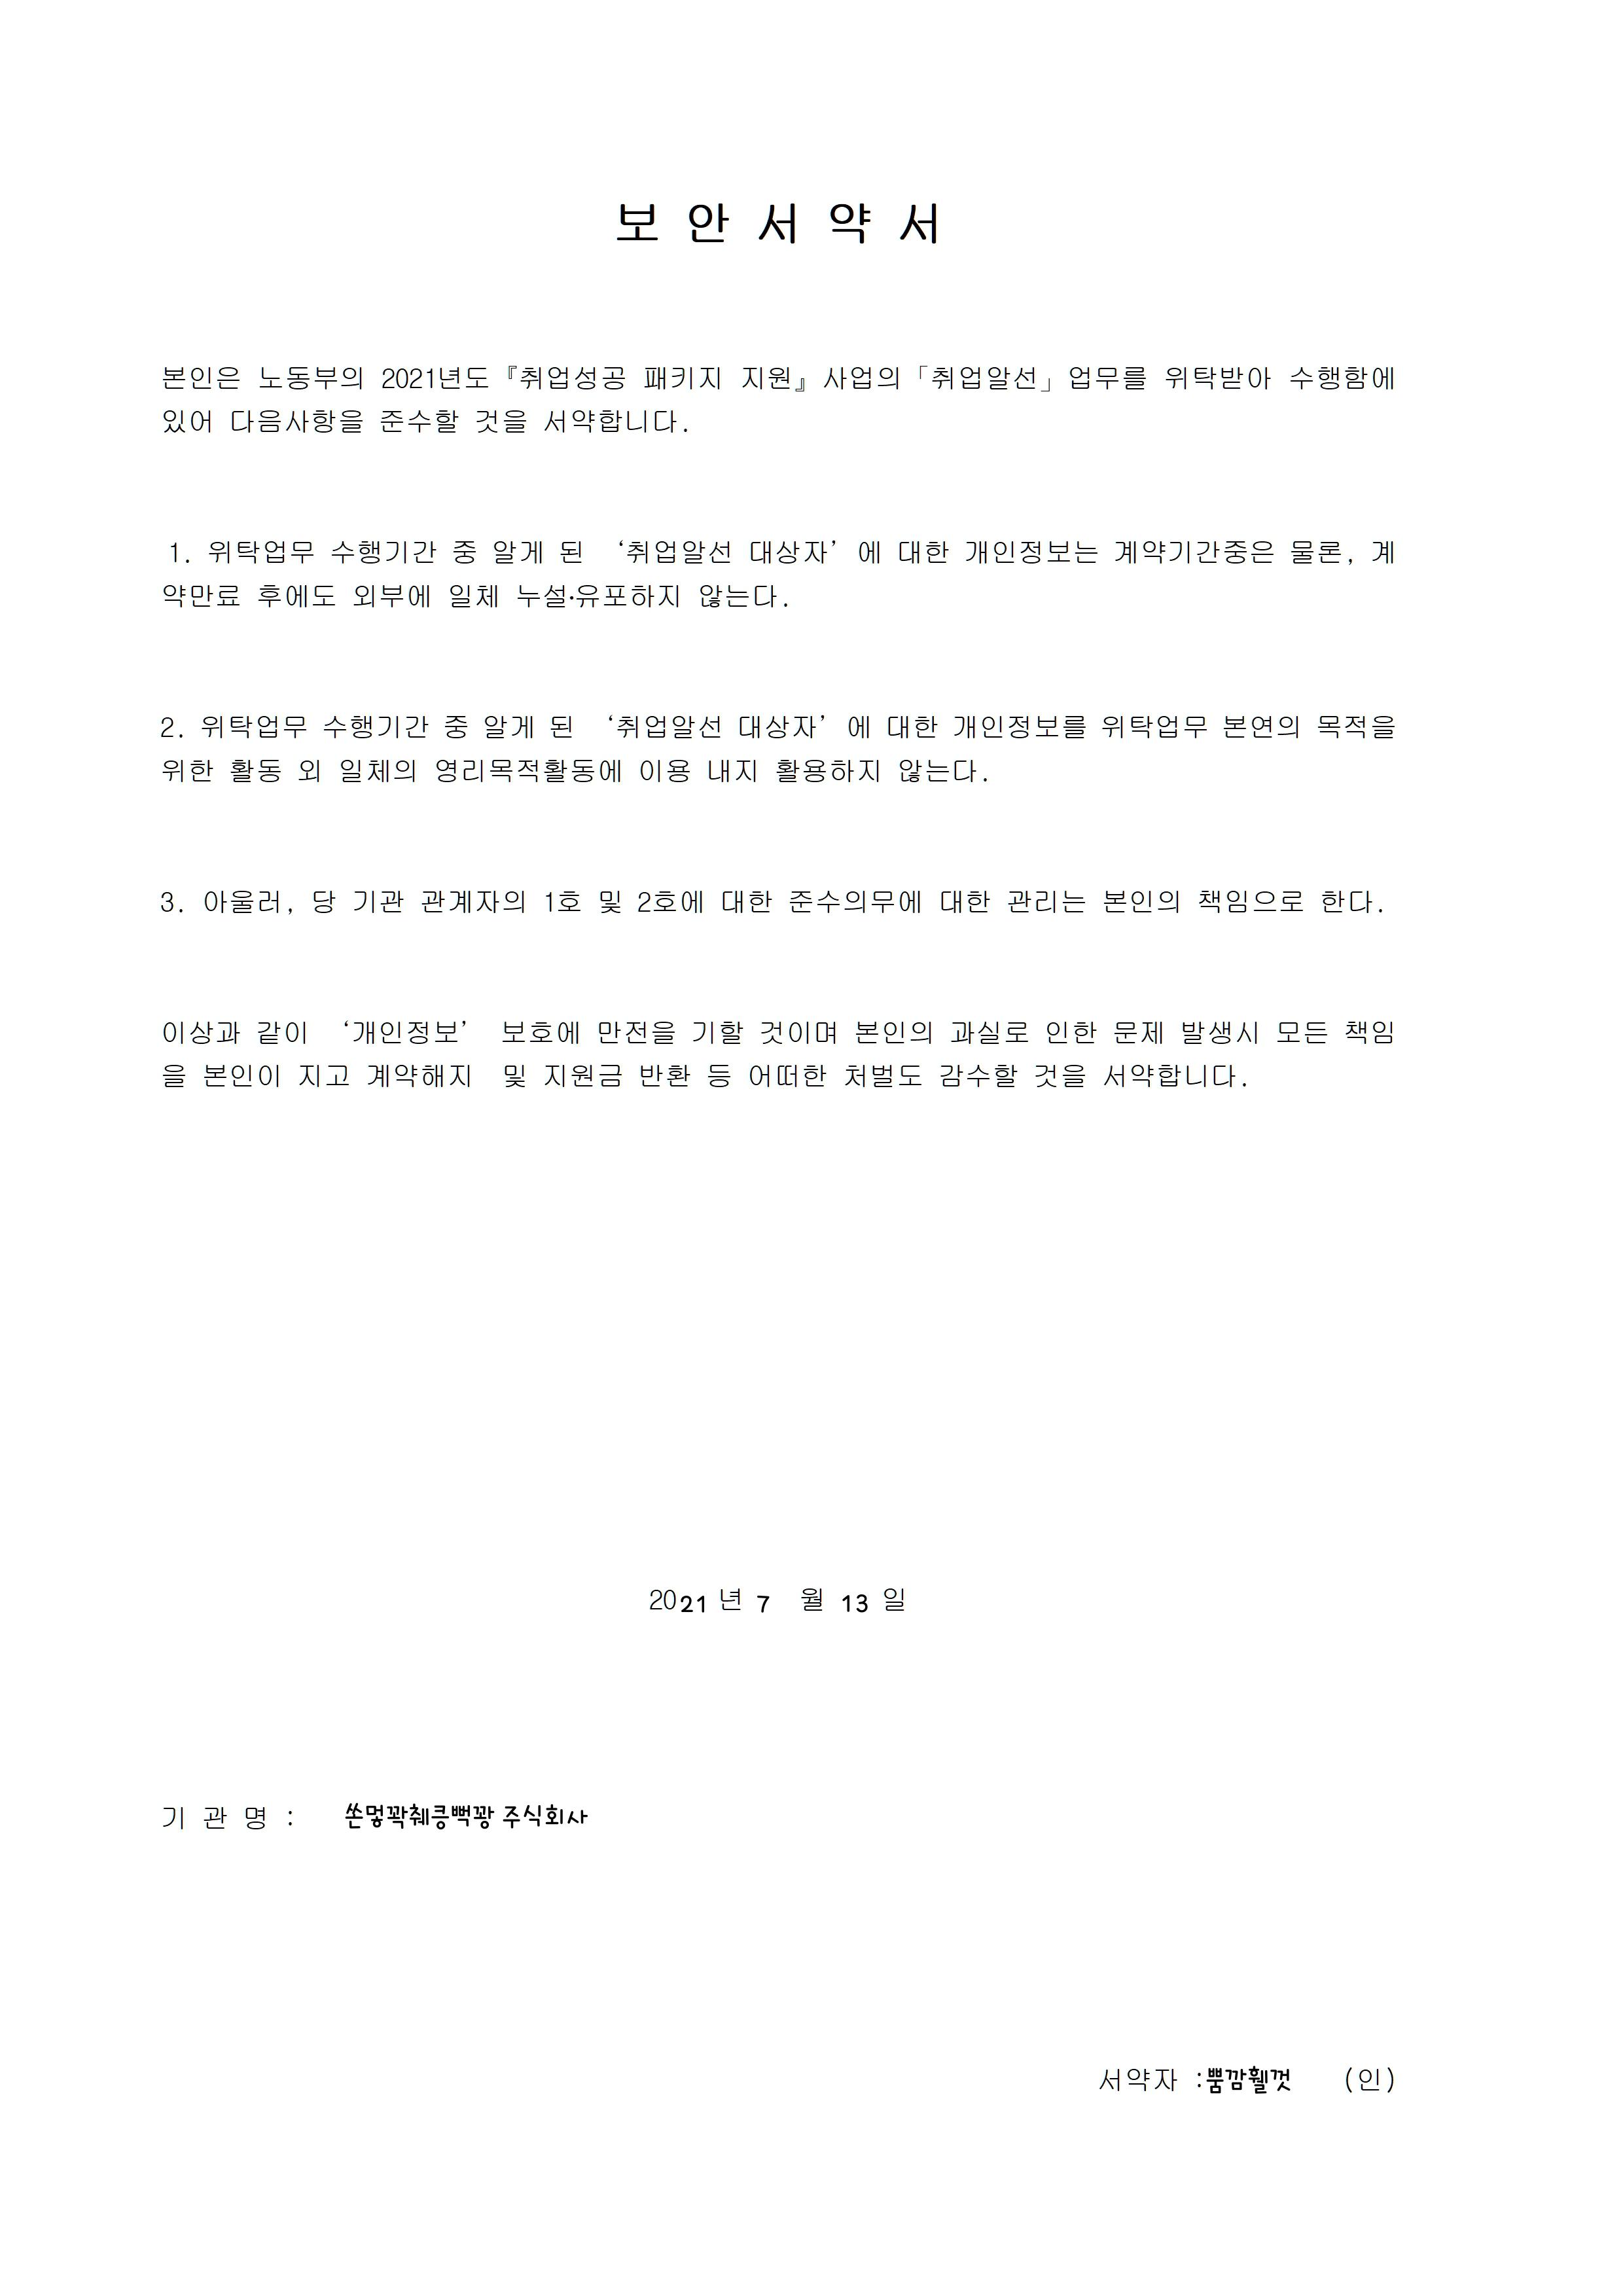 보 안 서 약 서
본인은 노동부의 2021년도『취업성공 패키지 지원』사업의「취업알선」업무를 위탁받아 수행함에
있어 다음사항을 준수할 것을 서약합니다.
1. 위탁업무 수행기간 중 알게 된 ‘취업알선 대상자’에 대한 개인정보는 계약기간중은 물론, 계
약만료 후에도 외부에 일체 누설·유포하지 않는다.
2. 위탁업무 수행기간 중 알게 된 ‘취업알선 대상자’에 대한 개인정보를 위탁업무 본연의 목적을
위한 활동 외 일체의 영리목적활동에 이용 내지 활용하지 않는다.
3. 아울러, 당 기관 관계자의 1호 및 2호에 대한 준수의무에 대한 관리는 본인의 책임으로 한다.
이상과 같이 ‘개인정보’ 보호에 만전을 기할 것이며 본인의 과실로 인한 문제 발생시 모든 책임
을 본인이 지고 계약해지 및 지원금 반환 등 어떠한 처벌도 감수할 것을 서약합니다.
2021 년 7 월 13 일
기 관 명 : 쏜멓꽉췌킁뻑꽝 주식회사
서약자 :뿜깜훼껏 (인)